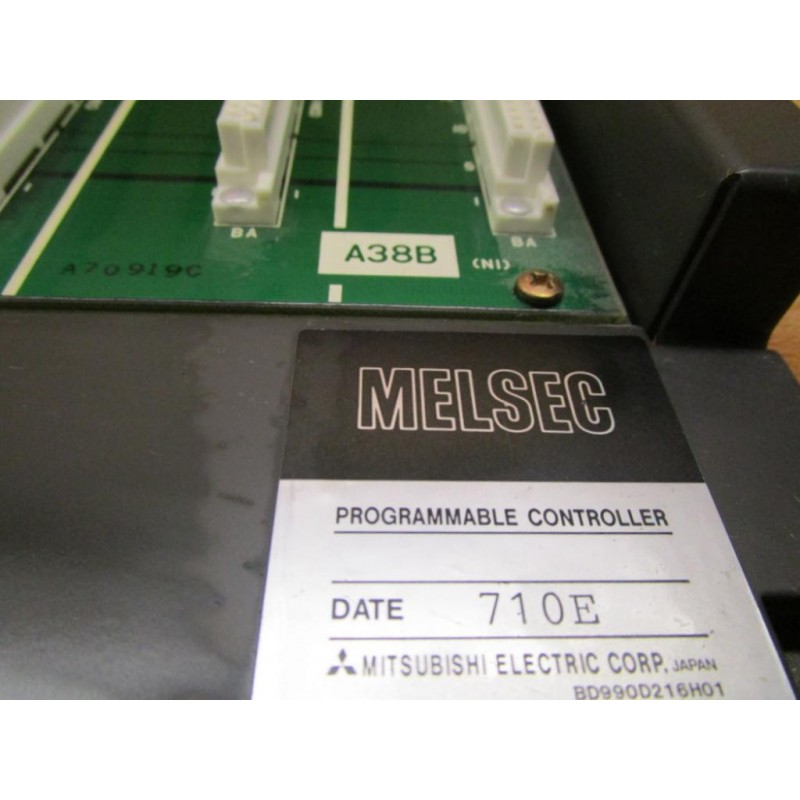 BA
BA
A38B
(NI)
A70919C
MELSEC
PROGRAMMABLE CONTROLLER
DATE 710E
MITSUBISHI ELECTRIC CORP. JAPAN
BD990D216H01